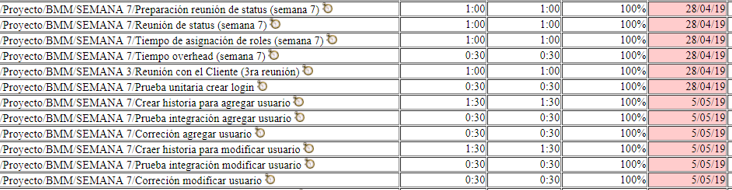 /Proyecto/BMM/SEMANA 7/Preparación reunión de status (semana 7) 1:00 1:00 100% 28/04/19
/Proyecto/BMM/SEMANA 7/Reunión de status (semana 7) 1:00 1:00 100% 28/04/19
/Proyecto/BMM/SEMANA 7/Tiempo de asignación de roles (semana 7) 1:00 1:00 100% 28/04/19
/Proyecto/BMM/SEMANA 7/Tiempo overhead (semana 7) 0:30 0:30 100% 28/04/19
/Proyecto/BMM/SEMANA 3/Reunión con el Cliente (3ra reunión) 1:00 1:00 100% 28/04/19
/Proyecto/BMM/SEMANA 7/Prueba unitaria crear login 0:30 0:30 100% 28/04/19
/Proyecto/BMM/SEMANA 7/Crear historia para agregar usuario 1:30 1:30 100% 5/05/19
/Proyecto/BMM/SEMANA 7/Prueba integración agregar usuario 0:30 0:30 100% 5/05/19
/Proyecto/BMM/SEMANA 7/Correción agregar usuario 0:30 0:30 100% 5/05/19
/Proyecto/BMM/SEMANA 7/Craer historia para modificar usuario 1:30 1:30 100% 5/05/19
/Proyecto/BMM/SEMANA 7/Prueba integración modificar usuario 0:30 0:30 100% 5/05/19
/Proyecto/BMM/SEMANA 7/Correción modificar usuario 0:30 0:30 100% 5/05/19